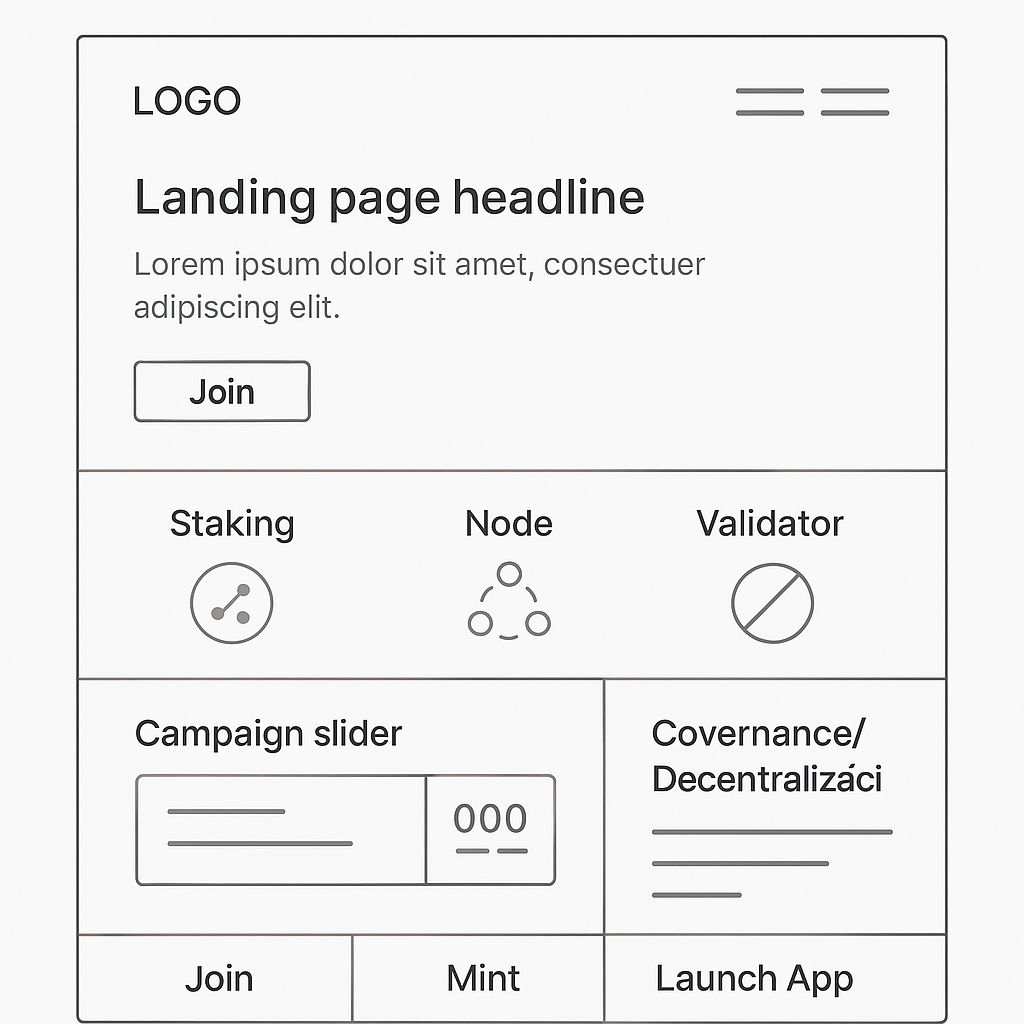 LOGO
Landing page headline
Lorem ipsum dolor sit amet, consectuer
adipiscing elit.
Join
Staking
Node
Validator
Campaign slider
000
Covernance/
Decentralizáci
Join
Mint
Launch App